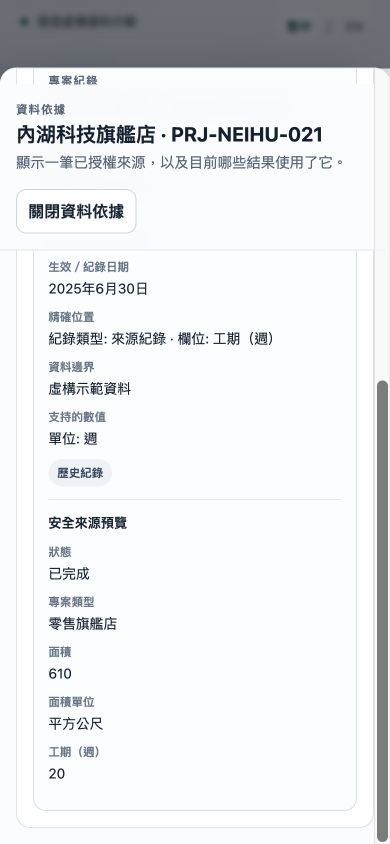 專案紀錄
資料依據
內湖科技旗艦店 · PRJ-NEIHU-021
顯示一筆已授權來源，以及目前哪些結果使用了它。
關閉資料依據
生效 / 紀錄日期
2025年6月30日
精確位置
紀錄類型: 來源紀錄 · 欄位: 工期（週）
資料邊界
虛構示範資料
支持的數值
單位: 週
歷史紀錄
安全來源預覽
狀態
已完成
專案類型
零售旗艦店
面積
610
面積單位
平方公尺
工期（週）
20